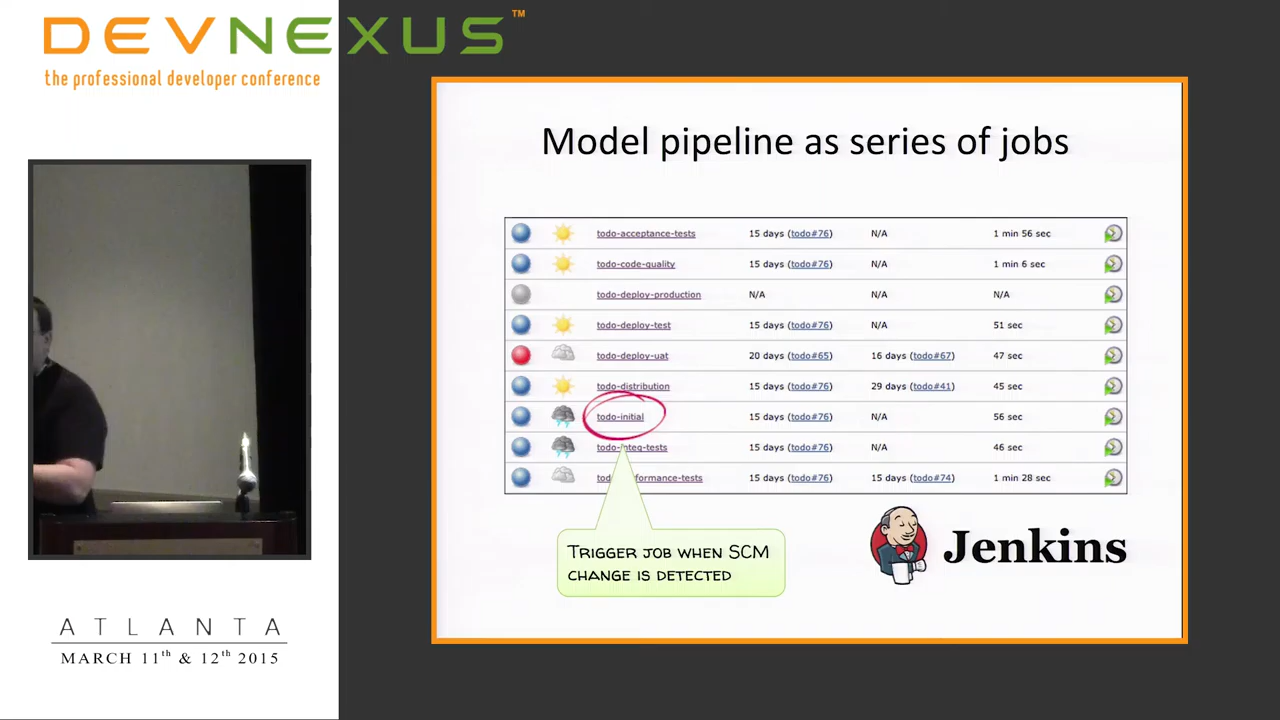 DEVNEXUS™
the professional developer conference
Model pipeline as series of jobs
todo-acceptance-tests 15 days (todo#76) N/A 1 min 56 sec
todo-code-quality 15 days (todo#76) N/A 1 min 6 sec
todo-deploy-production N/A N/A N/A
todo-deploy-test 15 days (todo#76) N/A 51 sec
todo-deploy-uat 20 days (todo#65) 16 days (todo#67) 47 sec
todo-distribution 15 days (todo#76) 29 days (todo#41) 45 sec
todo-initial 15 days (todo#76) N/A 56 sec
todo-integ-tests 15 days (todo#76) N/A 46 sec
15 days (todo#76) 15 days (todo#74) 1 min 28 sec
Trigger job when SCM
change is detected
Jenkins
ATLANTA
MARCH 11th & 12th 2015